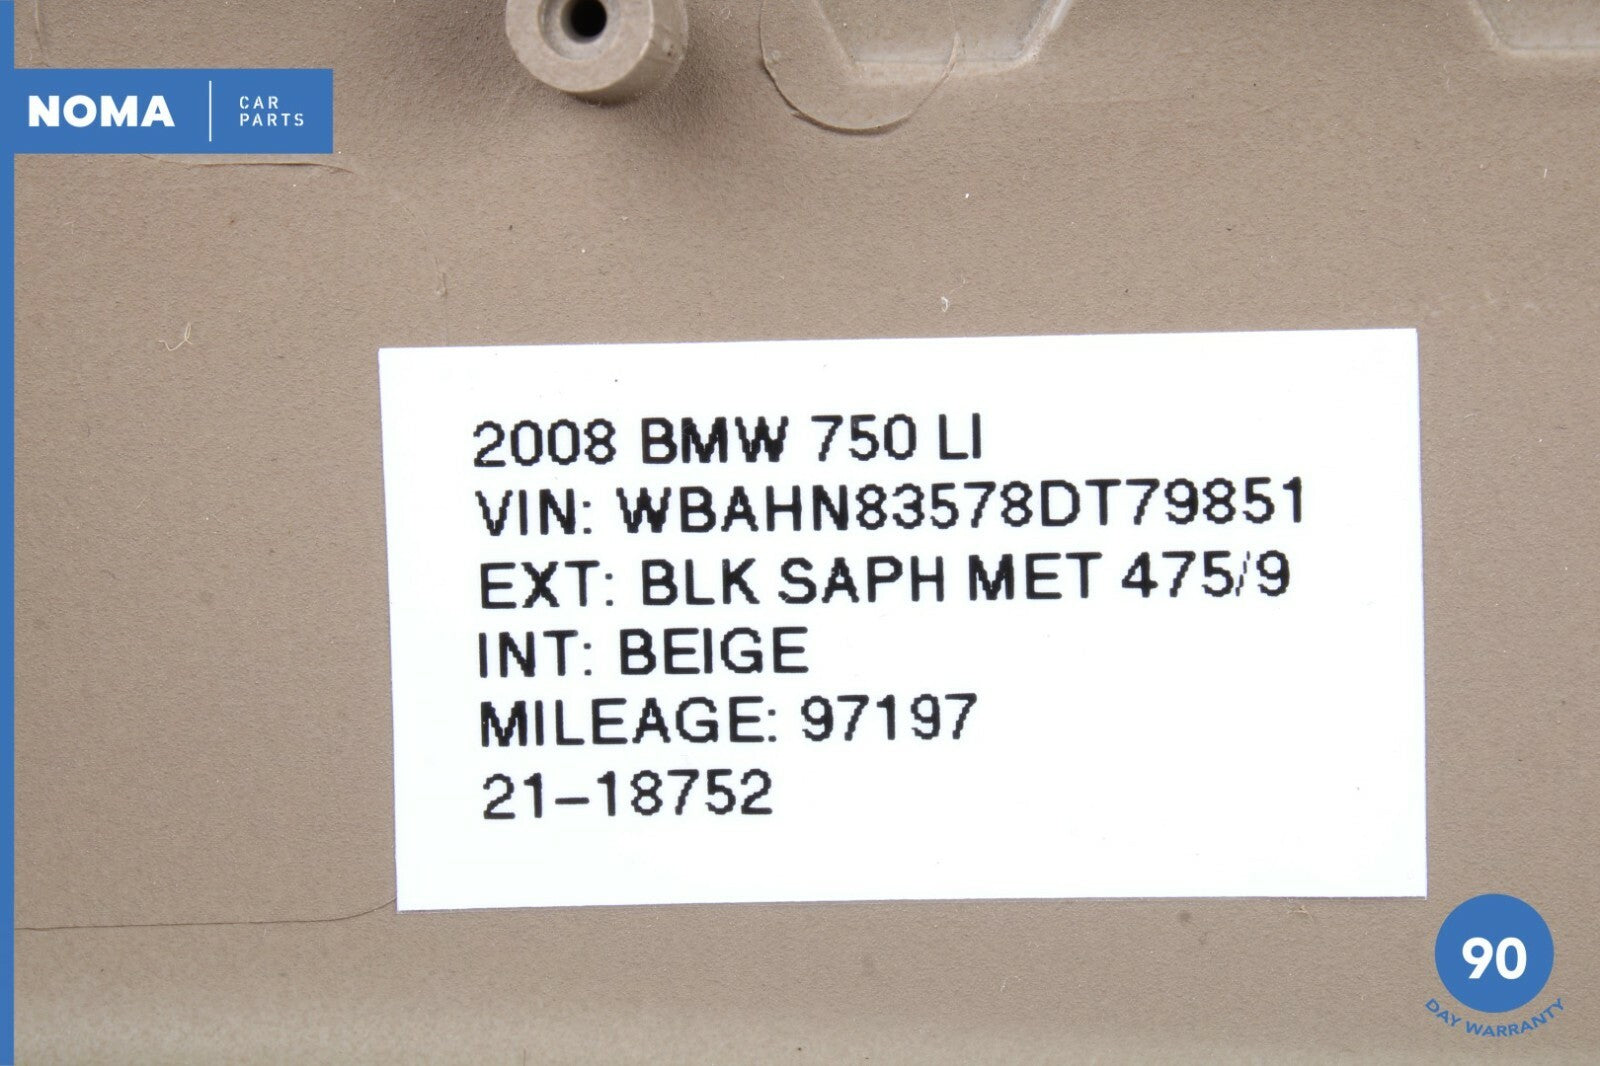 NOMA
CAR
PARTS
2008 BMW 750 LI
VIN: WBAHN83578DT79851
EXT: BLK SAPH MET 475/9
INT: BEIGE
MILEAGE: 97197
21-18752
90
DAY WARRANTY